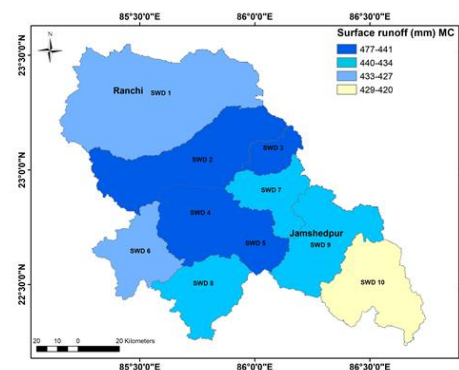 85°30'0"E 86°0'0"E 86°30'0"E
Surface runoff (mm) MC
477-441
440-434
433-427
429-420
N
23°30'0"N
23°0'0"N
22°30'0"N
Ranchi SWD 1
SWD 2
SWD 3
SWD 7
SWD 4
Jamshedpur
SWD 5
SWD 9
SWD 6
SWD 8
SWD 10
20 10 0 20 Kilometers
85°30'0"E 86°0'0"E 86°30'0"E